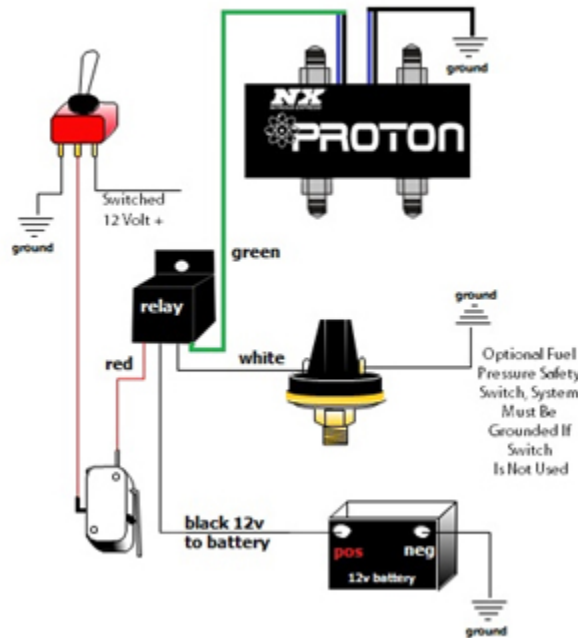 ground
NX
PROTON
Switched
12 Volt +
ground
green
relay
ground
white
red
Optional Fuel
Pressure Safety
Switch, System
Must Be
Grounded If
Switch
Is Not Used
black 12v
to battery
pos
neg
12v battery
ground